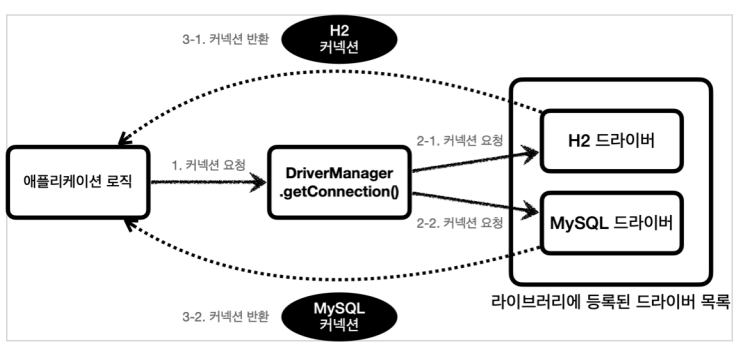 3-1. 커넥션 반환
H2
커넥션
애플리케이션 로직
1. 커넥션 요청
DriverManager
.getConnection()
2-1. 커넥션 요청
H2 드라이버
2-2. 커넥션 요청
MySQL 드라이버
라이브러리에 등록된 드라이버 목록
3-2. 커넥션 반환
MySQL
커넥션